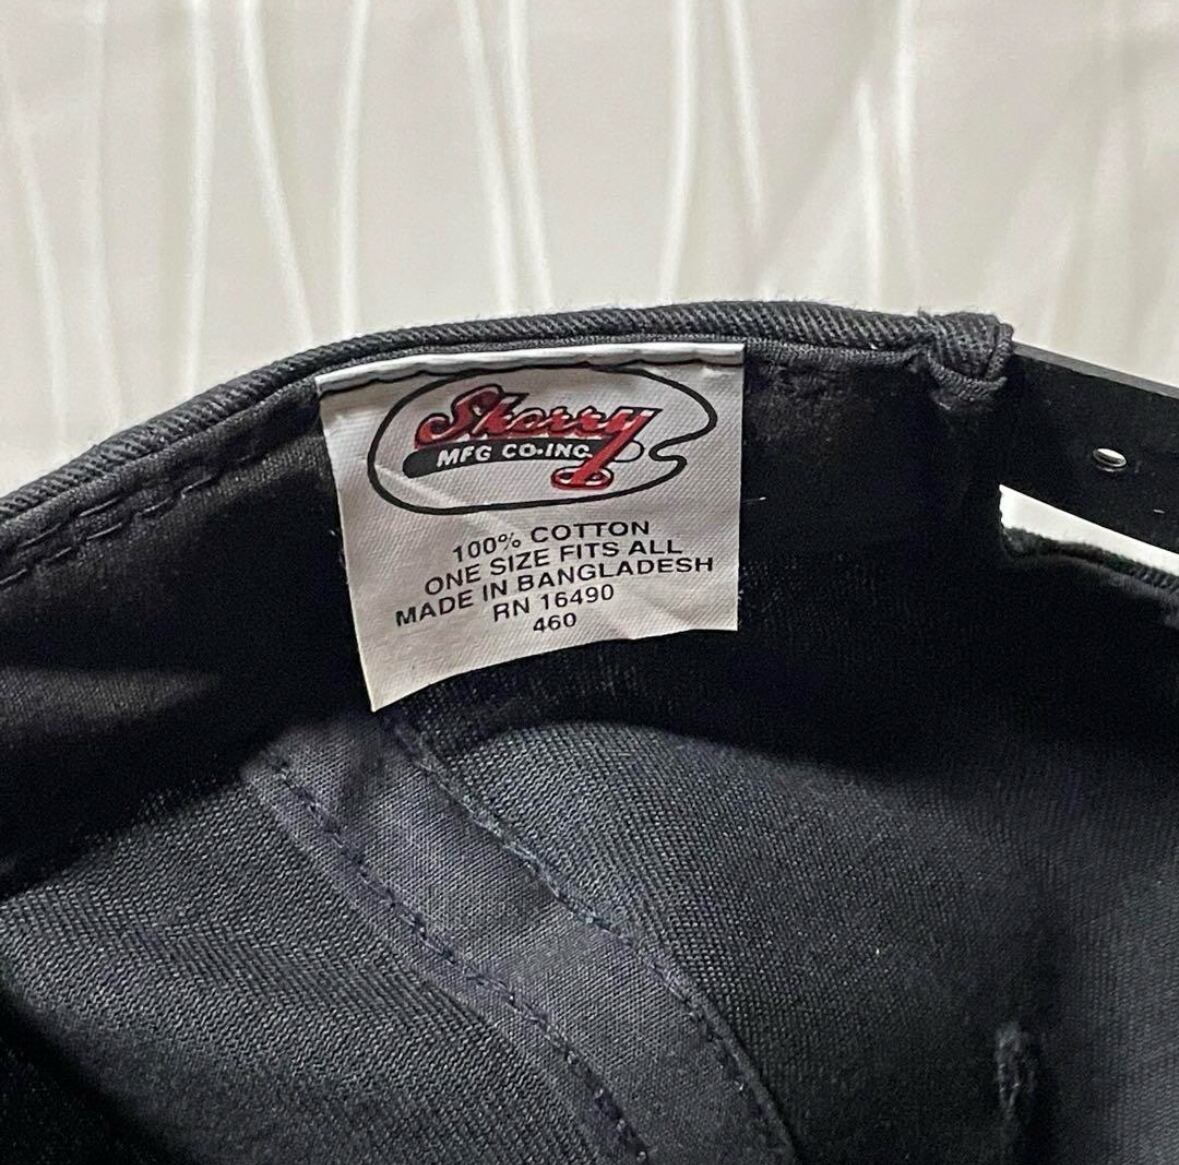 Sherry
MFG CO·INC.
100% COTTON
ONE SIZE FITS ALL
MADE IN BANGLADESH
RN 16490
460